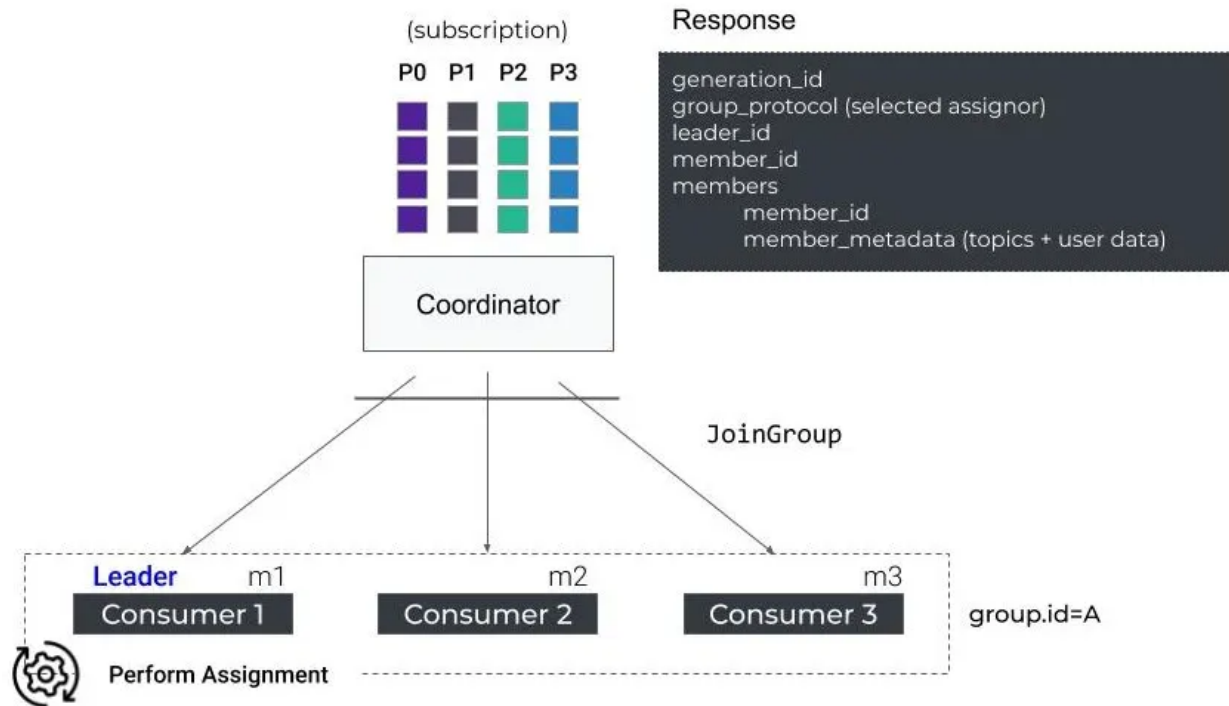 (subscription)
P0 P1 P2 P3
Response
generation_id
group_protocol (selected assignor)
leader_id
member_id
members
member_id
member_metadata (topics + user data)
Coordinator
JoinGroup
Leader m1 m2 m3
Consumer 1 Consumer 2 Consumer 3
group.id=A
Perform Assignment